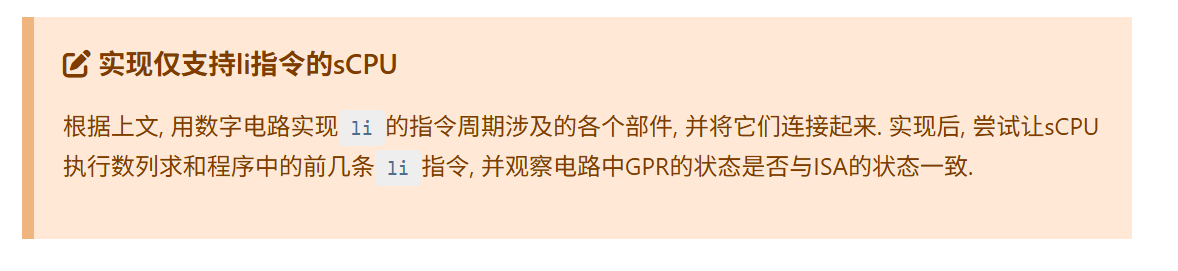 实现仅支持li指令的sCPU
根据上文, 用数字电路实现 li 的指令周期涉及的各个部件, 并将它们连接起来. 实现后, 尝试让sCPU
执行数列求和程序中的前几条 li 指令, 并观察电路中GPR的状态是否与ISA的状态一致.